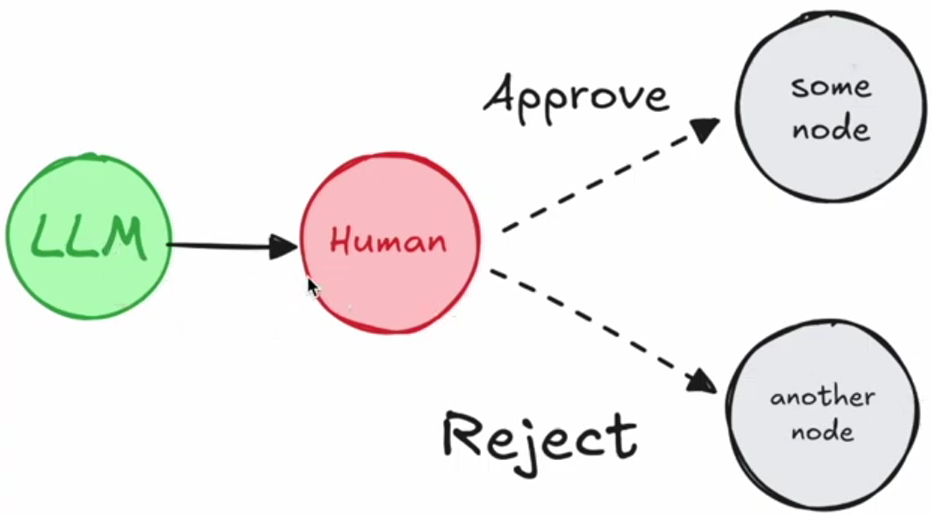 LLM
Human
Approve
some
node
Reject
another
node